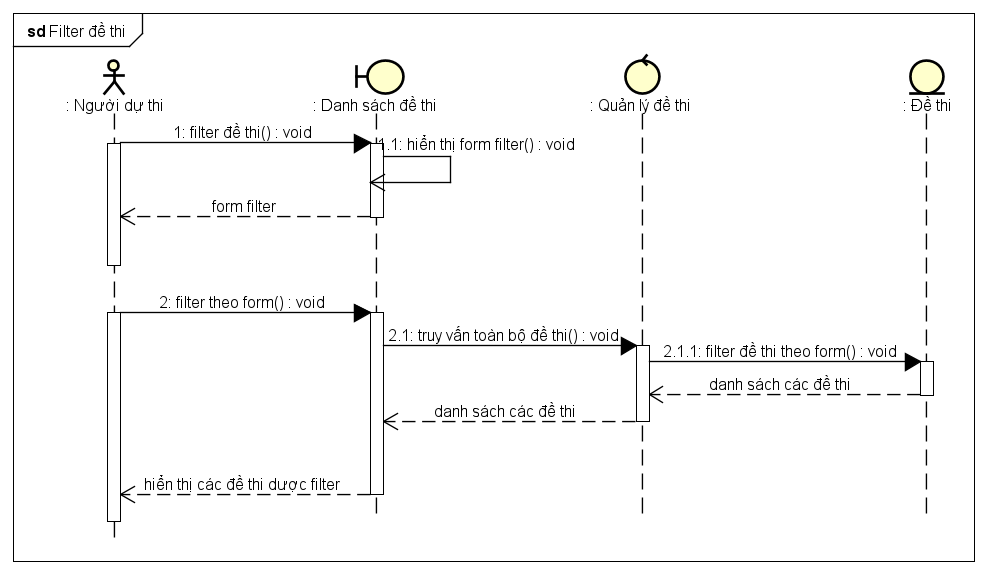 sd Filter đề thi
: Người dự thi
: Danh sách đề thi
: Quản lý đề thi
: Đề thi
1: filter đề thi() : void
1.1: hiển thị form filter() : void
form filter
2: filter theo form() : void
2.1: truy vấn toàn bộ đề thi() : void
2.1.1: filter đề thi theo form() : void
danh sách các đề thi
danh sách các đề thi
hiển thị các đề thi dược filter